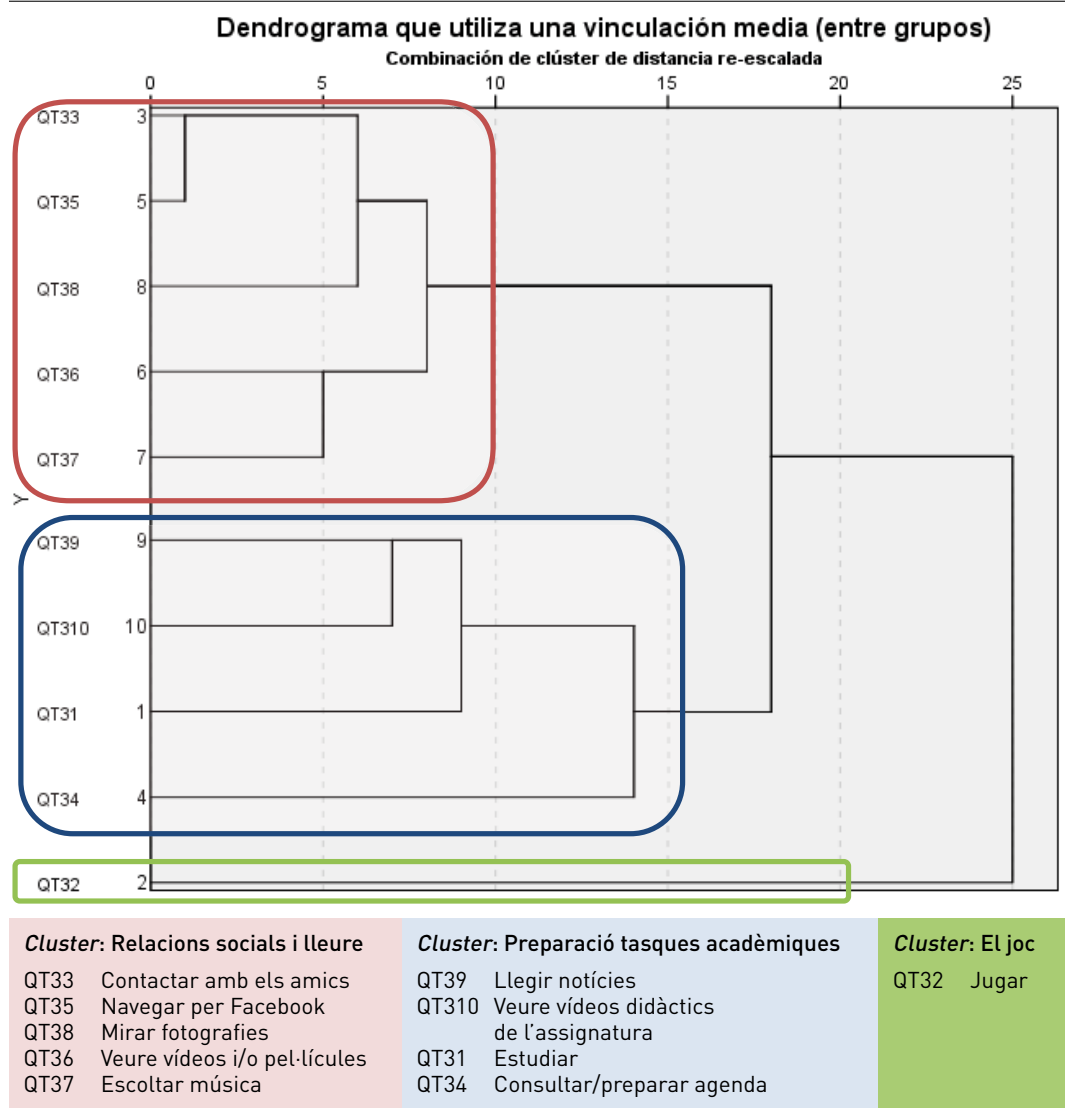 Dendrograma que utiliza una vinculación media (entre grupos)
Combinación de clúster de distancia re-escalada
0 5 10 15 20 25
QT33 3
QT35 5
QT38 8
QT36 6
QT37 7
Y
QT39 9
QT310 10
QT31 1
QT34 4
QT32 2
Cluster: Relacions socials i lleure
QT33 Contactar amb els amics
QT35 Navegar per Facebook
QT38 Mirar fotografies
QT36 Veure vídeos i/o pel·lícules
QT37 Escoltar música
Cluster: Preparació tasques acadèmiques
QT39 Llegir notícies
QT310 Veure vídeos didàctics
de l'assignatura
QT31 Estudiar
QT34 Consultar/preparar agenda
Cluster: El joc
QT32 Jugar